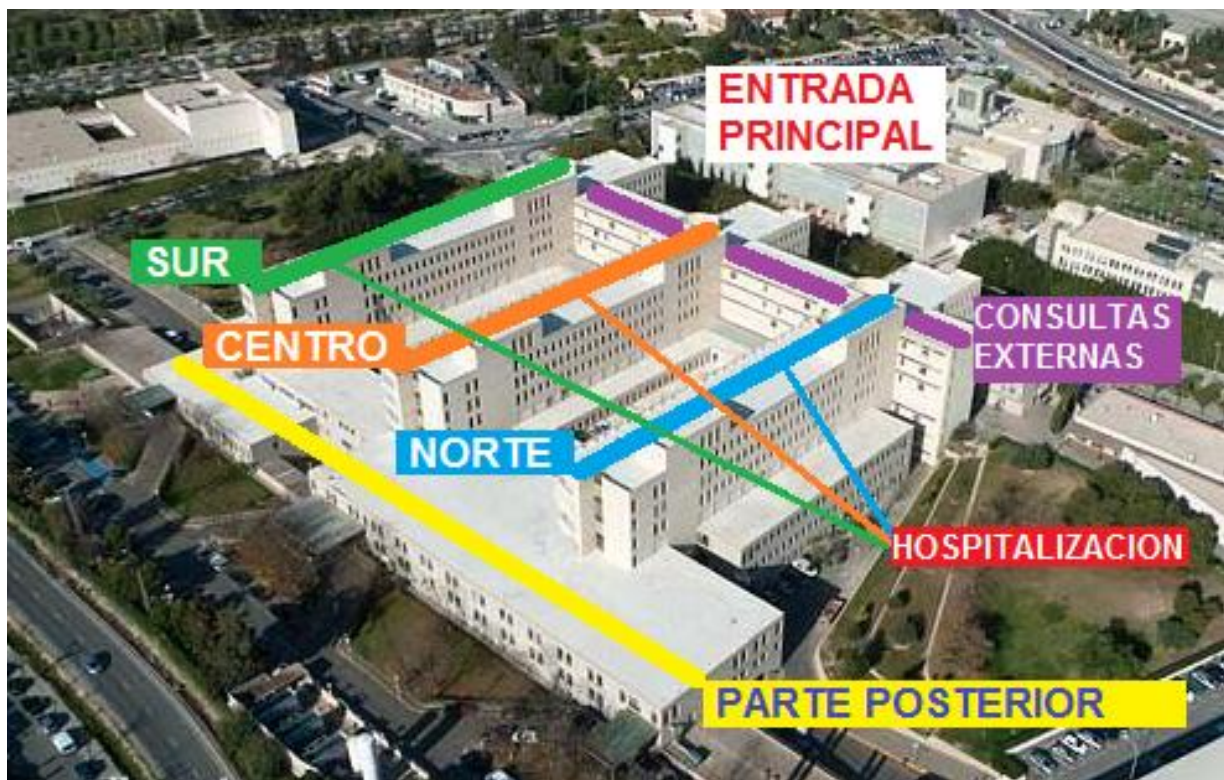 ENTRADA
PRINCIPAL
SUR
CENTRO
CONSULTAS
EXTERNAS
NORTE
HOSPITALIZACION
PARTE POSTERIOR